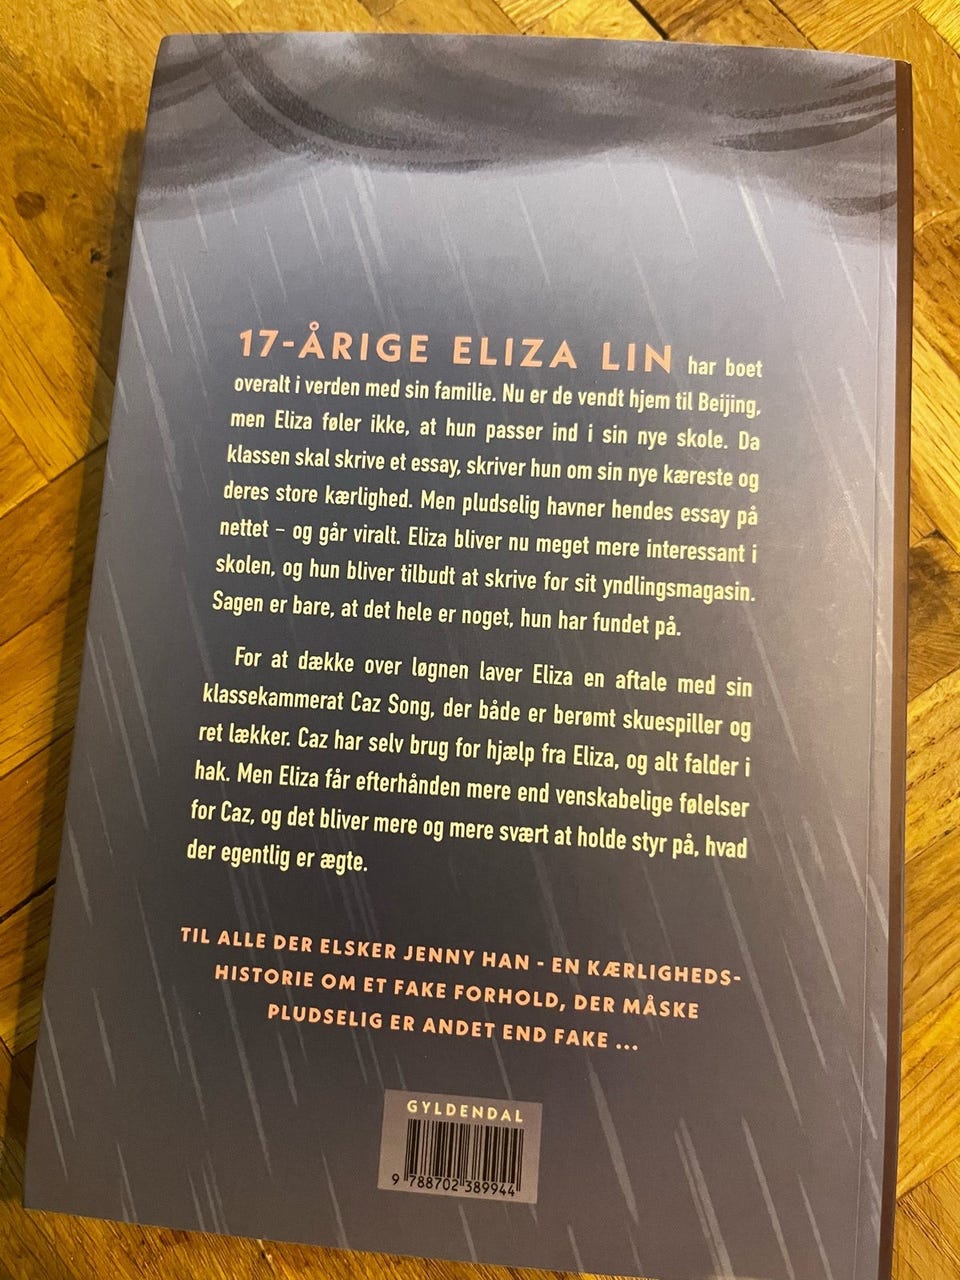 17-ÅRIGE ELIZA LIN har boet
overalt i verden med sin familie. Nu er de vendt hjem til Beijing,
men Eliza føler ikke, at hun passer ind i sin nye skole. Da
klassen skal skrive et essay, skriver hun om sin nye kæreste og
deres store kærlighed. Men pludselig havner hendes essay på
nettet – og går viralt. Eliza bliver nu meget mere interessant i
skolen, og hun bliver tilbudt at skrive for sit yndlingsmagasin.
Sagen er bare, at det hele er noget, hun har fundet på.
For at dække over løgnen laver Eliza en aftale med sin
klassekammerat Caz Song, der både er berømt skuespiller og
ret lækker. Caz har selv brug for hjælp fra Eliza, og alt falder i
hak. Men Eliza får efterhånden mere end venskabelige følelser
for Caz, og det bliver mere og mere svært at holde styr på, hvad
der egentlig er ægte.
TIL ALLE DER ELSKER JENNY HAN - EN KÆRLIGHEDS-
HISTORIE OM ET FAKE FORHOLD, DER MÅSKE
PLUDSELIG ER ANDET END FAKE ...
GYLDENDAL
9 788702 389944